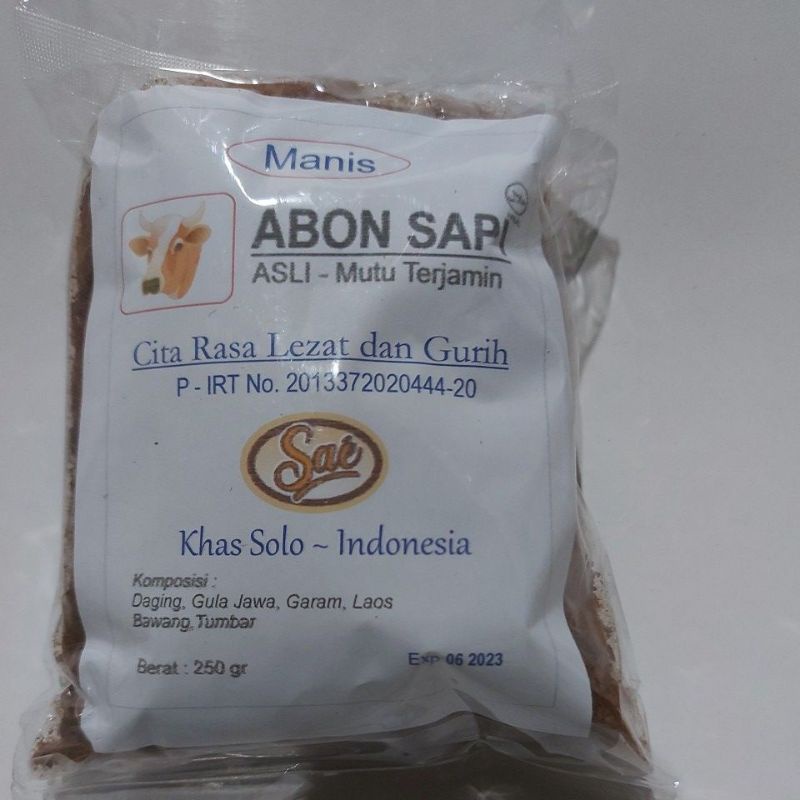 Manis
ABON SAPI
ASLI - Mutu Terjamin
Cita Rasa Lezat dan Gurih
P - IRT No. 2013372020444-20
Sae
Khas Solo ~ Indonesia
Komposisi :
Daging, Gula Jawa, Garam, Laos
Bawang, Tumbar
Berat : 250 gr
Exp 06 2023